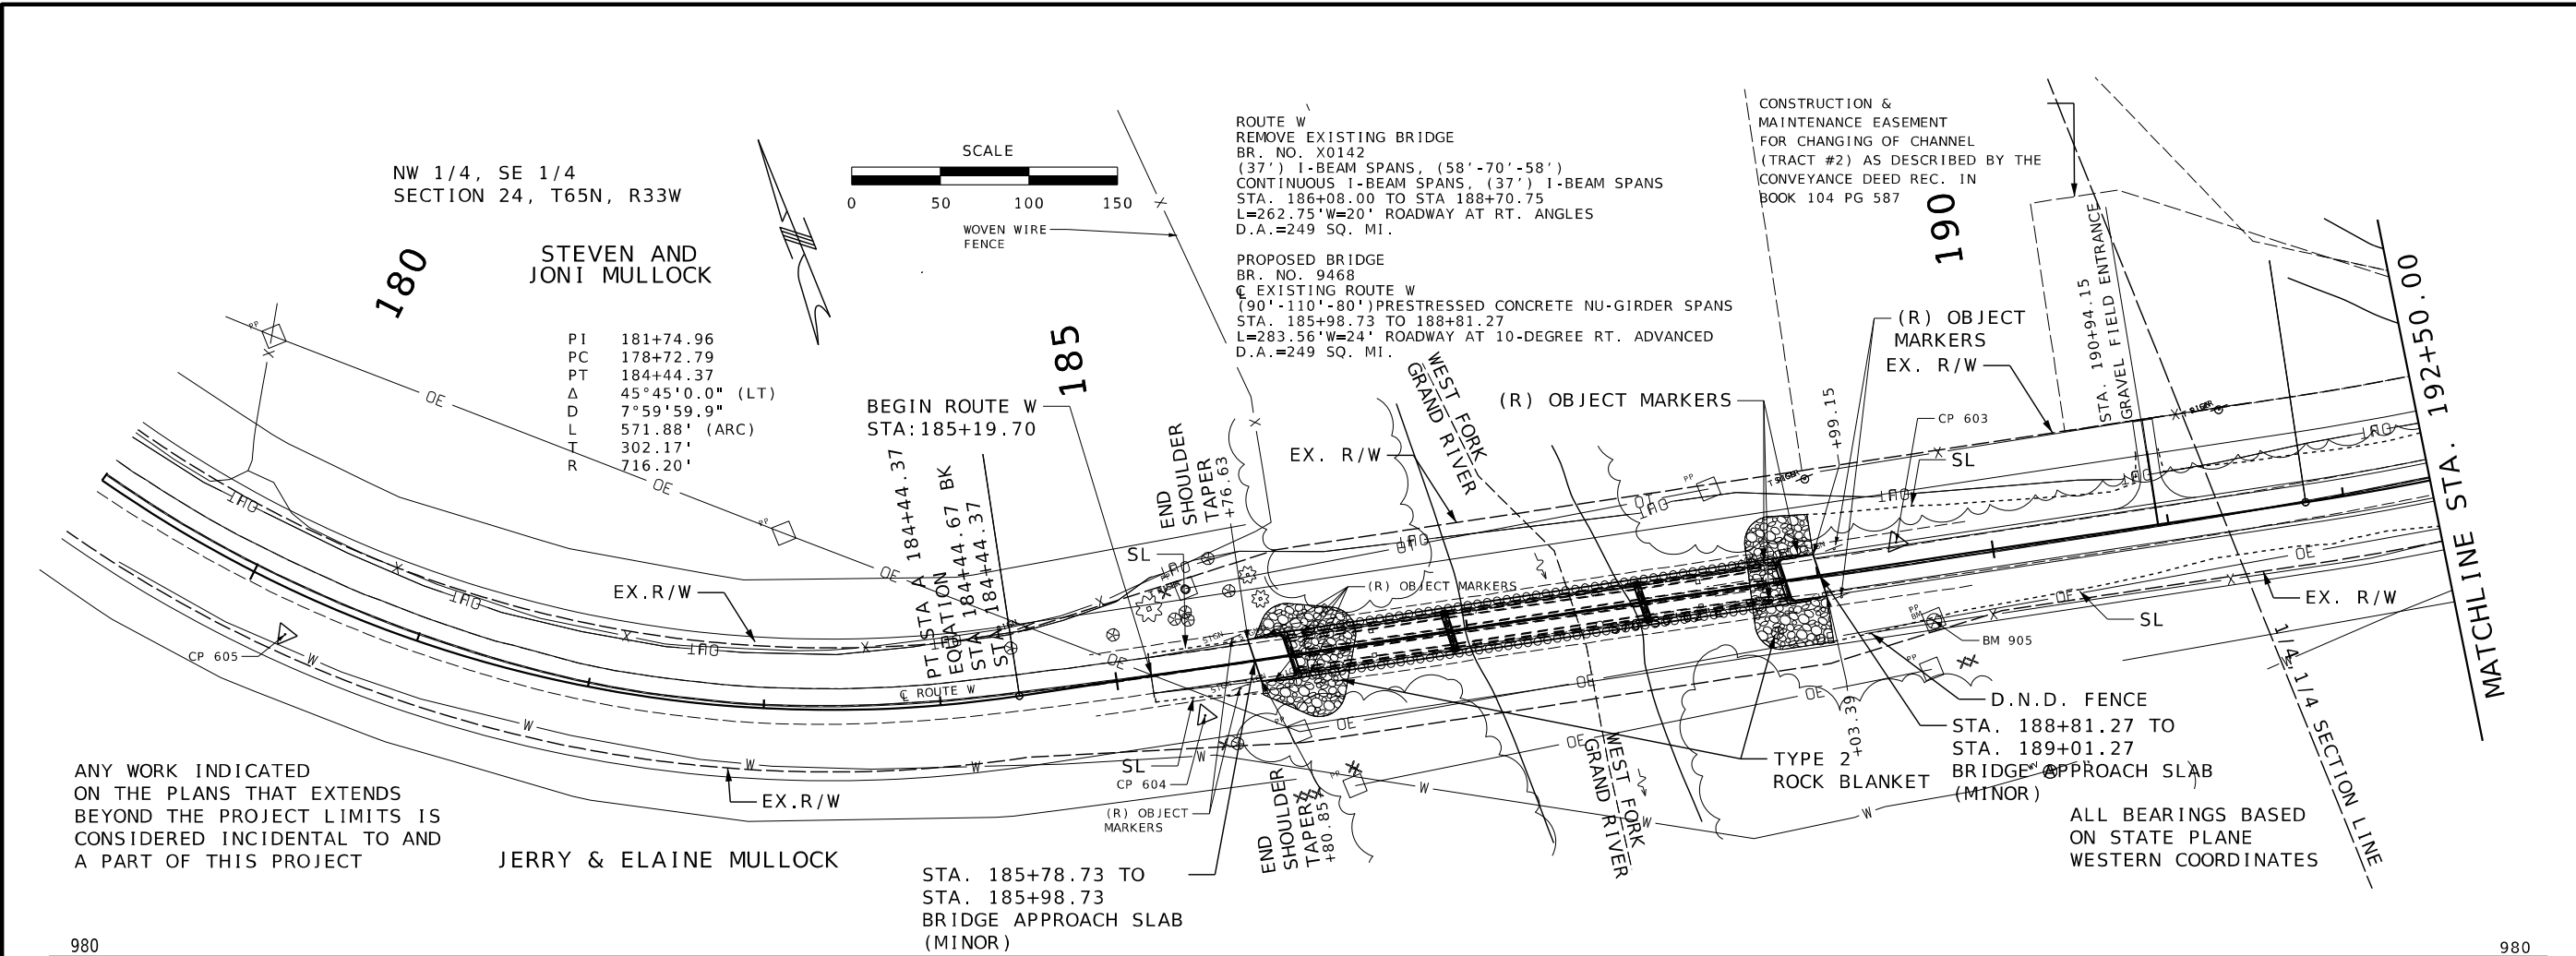 NW 1/4, SE 1/4
SECTION 24, T65N, R33W
180
STEVEN AND
JONI MULLOCK
PI 181+74.96
PC 178+72.79
PT 184+44.37
Δ 45°45'0.0" (LT)
D 7°59'59.9"
L 571.88' (ARC)
T 302.17'
R 716.20'
SCALE
0 50 100 150
WOVEN WIRE
FENCE
185
BEGIN ROUTE W
STA:185+19.70
ROUTE W
REMOVE EXISTING BRIDGE
BR. NO. X0142
(37') I-BEAM SPANS, (58'-70'-58')
CONTINUOUS I-BEAM SPANS, (37') I-BEAM SPANS
STA. 186+08.00 TO STA 188+70.75
L=262.75'W=20' ROADWAY AT RT. ANGLES
D.A.=249 SQ. MI.
PROPOSED BRIDGE
BR. NO. 9468
℄ EXISTING ROUTE W
(90'-110'-80')PRESTRESSED CONCRETE NU-GIRDER SPANS
STA. 185+98.73 TO 188+81.27
L=283.56'W=24' ROADWAY AT 10-DEGREE RT. ADVANCED
D.A.=249 SQ. MI.
CONSTRUCTION &
MAINTENANCE EASEMENT
FOR CHANGING OF CHANNEL
(TRACT #2) AS DESCRIBED BY THE
CONVEYANCE DEED REC. IN
BOOK 104 PG 587
190
STA. 190+94.15
GRAVEL FIELD ENTRANCE
(R) OBJECT
MARKERS
EX. R/W
(R) OBJECT MARKERS
+99.15
CP 603
SL
MATCHLINE STA. 192+50.00
WEST FORK
GRAND RIVER
EX. R/W
END
SHOULDER
TAPER
+76.63
SL
(R) OBJECT MARKERS
PT STA A 184+44.37
EQUATION
STA 184+44.67 BK
STA 184+44.37
EX.R/W
CP 605
℄ ROUTE W
EX.R/W
SL
CP 604
(R) OBJECT
MARKERS
END
SHOULDER
TAPER
+80.85
WEST FORK
GRAND RIVER
TYPE 2
ROCK BLANKET
+03.39
BM 905
SL
EX. R/W
D.N.D. FENCE
STA. 188+81.27 TO
STA. 189+01.27
BRIDGE APPROACH SLAB
(MINOR)
1/4, 1/4 SECTION LINE
ALL BEARINGS BASED
ON STATE PLANE
WESTERN COORDINATES
ANY WORK INDICATED
ON THE PLANS THAT EXTENDS
BEYOND THE PROJECT LIMITS IS
CONSIDERED INCIDENTAL TO AND
A PART OF THIS PROJECT
JERRY & ELAINE MULLOCK
STA. 185+78.73 TO
STA. 185+98.73
BRIDGE APPROACH SLAB
(MINOR)
980
980